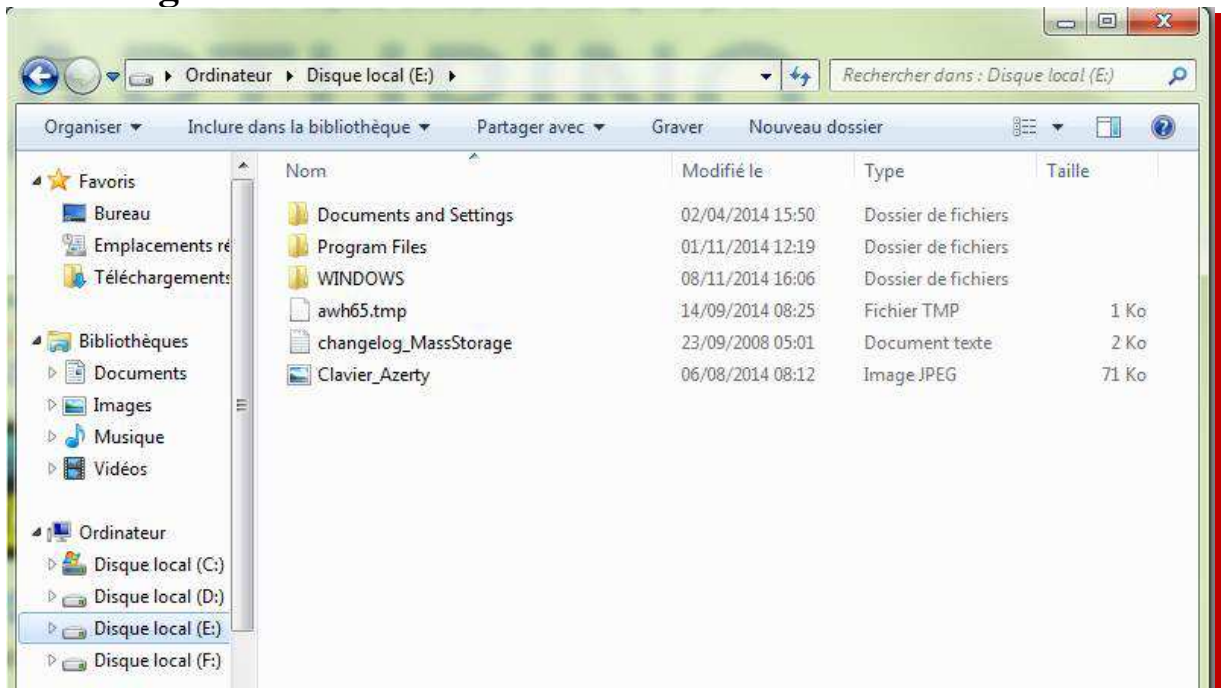 Ordinateur Disque local (E:) Rechercher dans : Disque local (E:)
Organiser Inclure dans la bibliothèque Partager avec Graver Nouveau dossier
Favoris
Bureau
Emplacements ré
Téléchargements
Bibliothèques
Documents
Images
Musique
Vidéos
Ordinateur
Disque local (C:)
Disque local (D:)
Disque local (E:)
Disque local (F:)
Nom Modifié le Type Taille
Documents and Settings 02/04/2014 15:50 Dossier de fichiers
Program Files 01/11/2014 12:19 Dossier de fichiers
WINDOWS 08/11/2014 16:06 Dossier de fichiers
awh65.tmp 14/09/2014 08:25 Fichier TMP 1 Ko
changelog_MassStorage 23/09/2008 05:01 Document texte 2 Ko
Clavier_Azerty 06/08/2014 08:12 Image JPEG 71 Ko